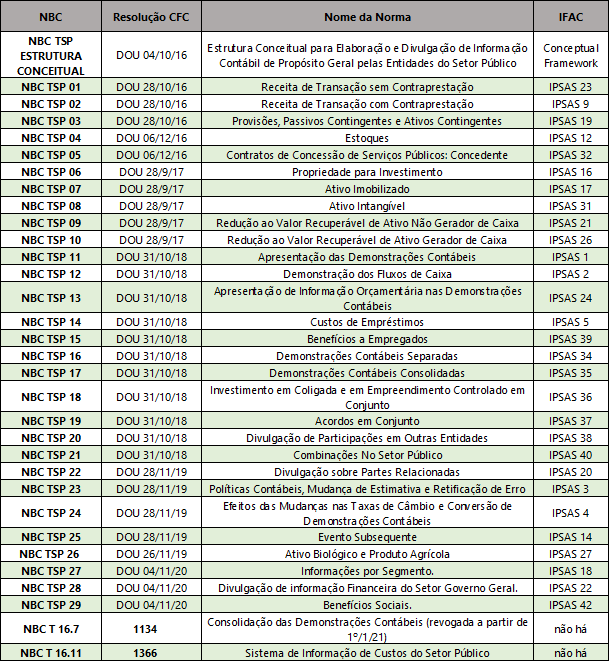 NBC Resolução CFC Nome da Norma IFAC
NBC TSP
ESTRUTURA
CONCEITUAL
DOU 04/10/16
Estrutura Conceitual para Elaboração e Divulgação de Informação
Contábil de Propósito Geral pelas Entidades do Setor Público
Conceptual
Framework
NBC TSP 01 DOU 28/10/16 Receita de Transação sem Contraprestação IPSAS 23
NBC TSP 02 DOU 28/10/16 Receita de Transação com Contraprestação IPSAS 9
NBC TSP 03 DOU 28/10/16 Provisões, Passivos Contingentes e Ativos Contingentes IPSAS 19
NBC TSP 04 DOU 06/12/16 Estoques IPSAS 12
NBC TSP 05 DOU 06/12/16 Contratos de Concessão de Serviços Públicos: Concedente IPSAS 32
NBC TSP 06 DOU 28/9/17 Propriedade para Investimento IPSAS 16
NBC TSP 07 DOU 28/9/17 Ativo Imobilizado IPSAS 17
NBC TSP 08 DOU 28/9/17 Ativo Intangível IPSAS 31
NBC TSP 09 DOU 28/9/17 Redução ao Valor Recuperável de Ativo Não Gerador de Caixa IPSAS 21
NBC TSP 10 DOU 28/9/17 Redução ao Valor Recuperável de Ativo Gerador de Caixa IPSAS 26
NBC TSP 11 DOU 31/10/18 Apresentação das Demonstrações Contábeis IPSAS 1
NBC TSP 12 DOU 31/10/18 Demonstração dos Fluxos de Caixa IPSAS 2
NBC TSP 13 DOU 31/10/18 Apresentação de Informação Orçamentária nas Demonstrações
Contábeis IPSAS 24
NBC TSP 14 DOU 31/10/18 Custos de Empréstimos IPSAS 5
NBC TSP 15 DOU 31/10/18 Benefícios a Empregados IPSAS 39
NBC TSP 16 DOU 31/10/18 Demonstrações Contábeis Separadas IPSAS 34
NBC TSP 17 DOU 31/10/18 Demonstrações Contábeis Consolidadas IPSAS 35
NBC TSP 18 DOU 31/10/18 Investimento em Coligada e em Empreendimento Controlado em
Conjunto IPSAS 36
NBC TSP 19 DOU 31/10/18 Acordos em Conjunto IPSAS 37
NBC TSP 20 DOU 31/10/18 Divulgação de Participações em Outras Entidades IPSAS 38
NBC TSP 21 DOU 31/10/18 Combinações No Setor Público IPSAS 40
NBC TSP 22 DOU 28/11/19 Divulgação sobre Partes Relacionadas IPSAS 20
NBC TSP 23 DOU 28/11/19 Políticas Contábeis, Mudança de Estimativa e Retificação de Erro IPSAS 3
NBC TSP 24 DOU 28/11/19 Efeitos das Mudanças nas Taxas de Câmbio e Conversão de
Demonstrações Contábeis IPSAS 4
NBC TSP 25 DOU 28/11/19 Evento Subsequente IPSAS 14
NBC TSP 26 DOU 26/11/19 Ativo Biológico e Produto Agrícola IPSAS 27
NBC TSP 27 DOU 04/11/20 Informações por Segmento. IPSAS 18
NBC TSP 28 DOU 04/11/20 Divulgação de informação Financeira do Setor Governo Geral. IPSAS 22
NBC TSP 29 DOU 04/11/20 Benefícios Sociais. IPSAS 42
NBC T 16.7 1134 Consolidação das Demonstrações Contábeis (revogada a partir de
1º/1/21) não há
NBC T 16.11 1366 Sistema de Informação de Custos do Setor Público não há